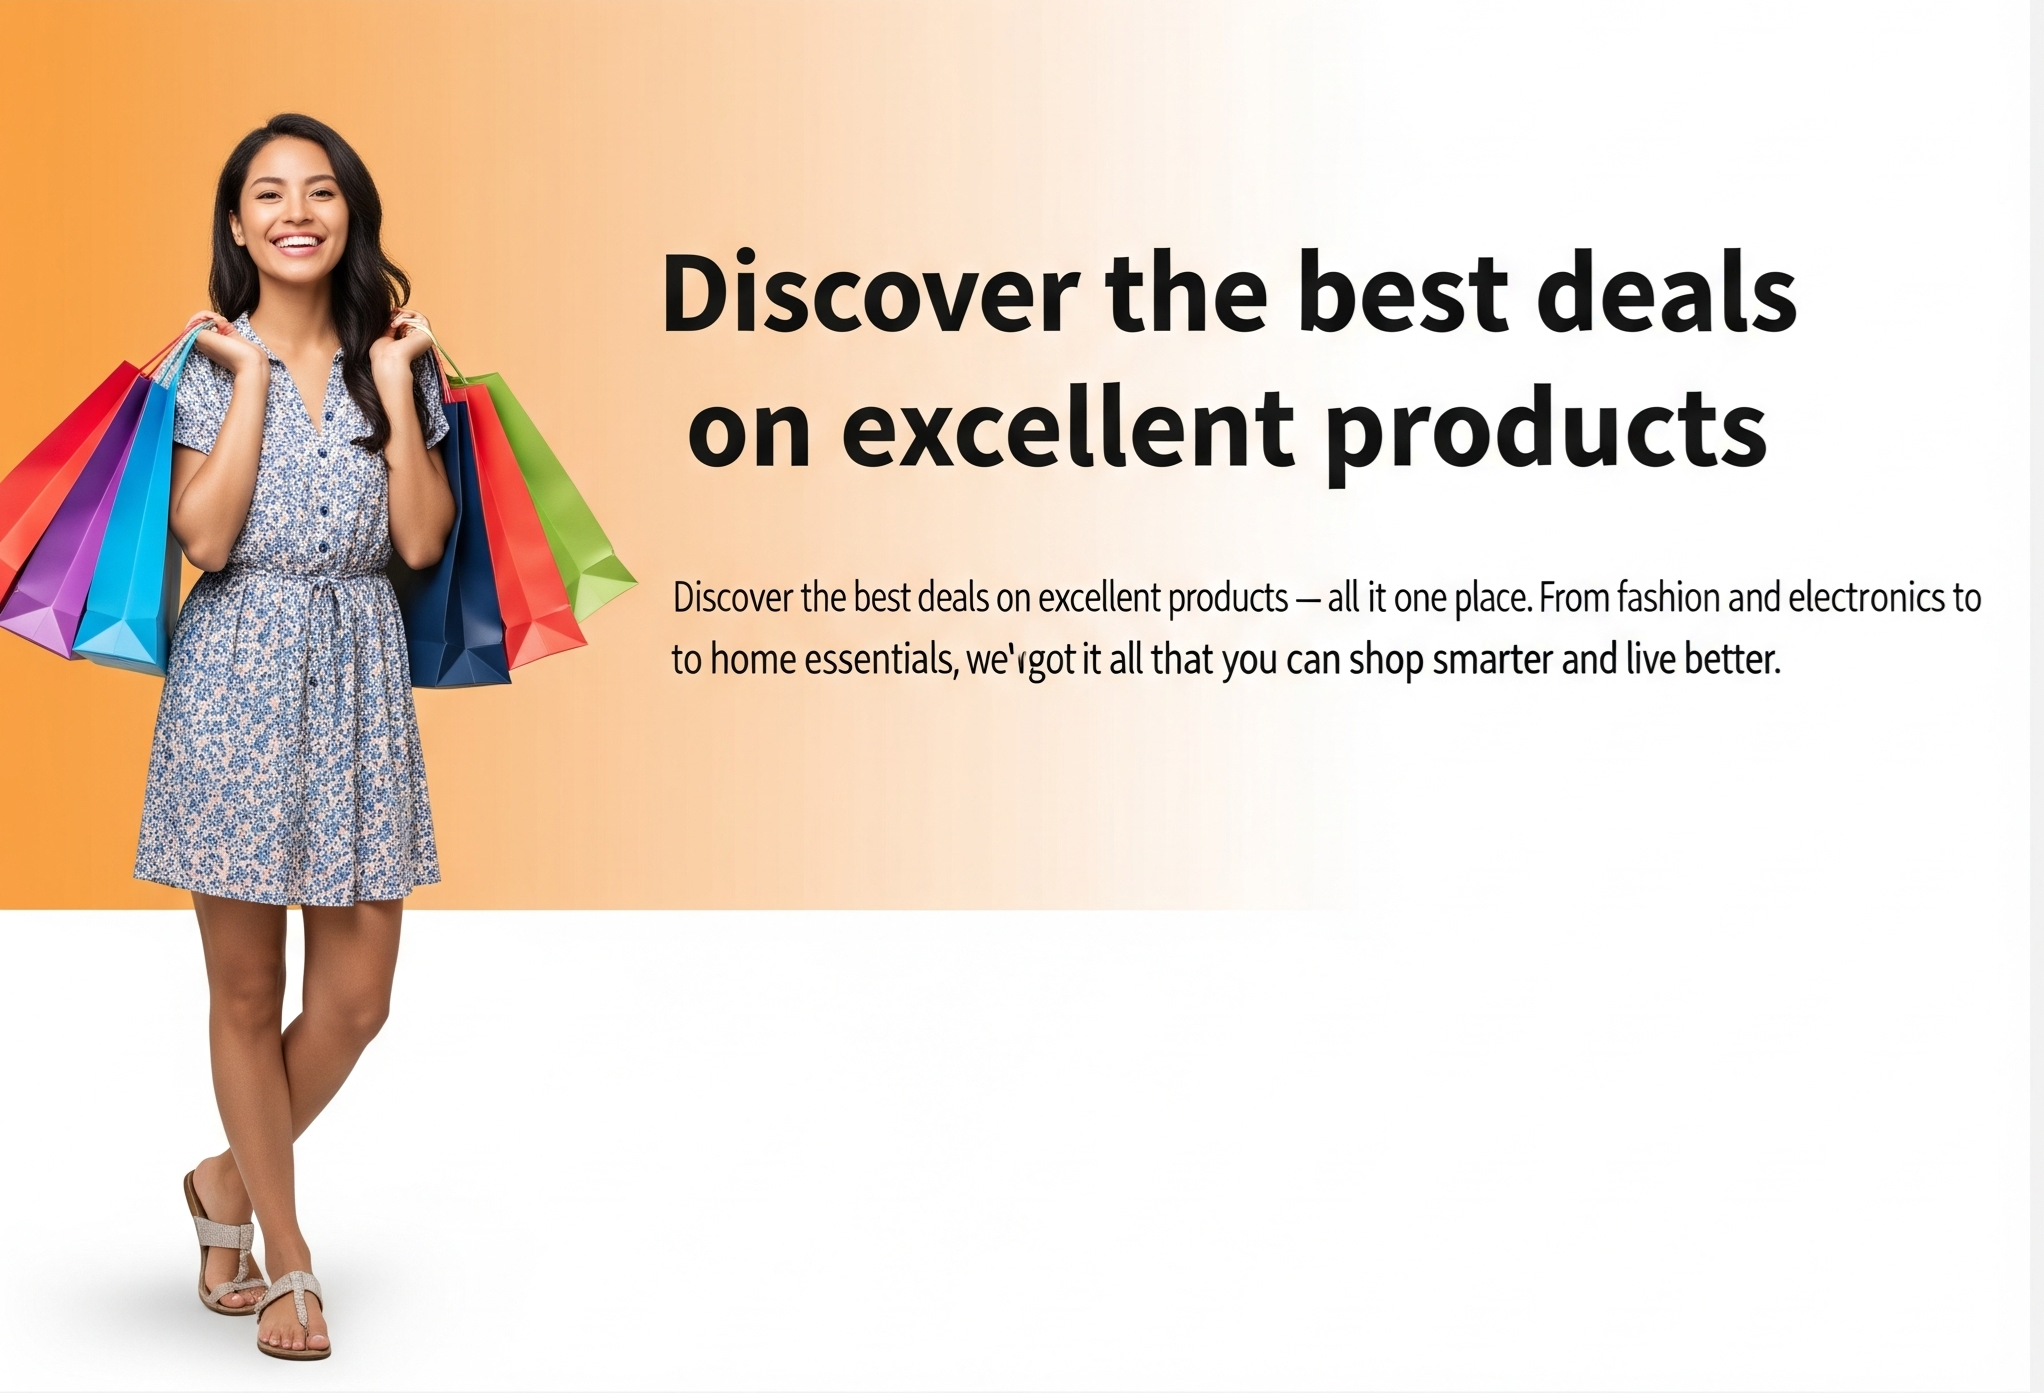 Discover the best deals
on excellent products
Discover the best deals on excellent products — all it one place. From fashion and electronics to
to home essentials, got it all that you can shop smarter and live better.